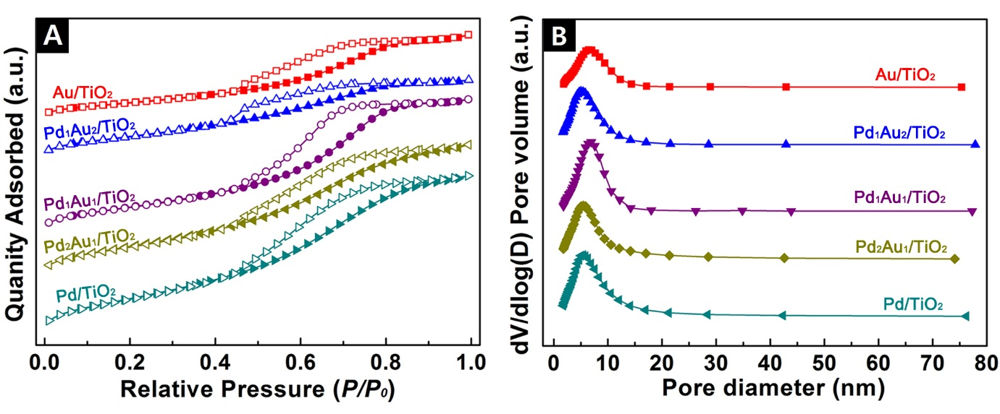 A
Quanity Adsorbed (a.u.)
Au/TiO₂
Pd₁Au₂/TiO₂
Pd₁Au₁/TiO₂
Pd₂Au₁/TiO₂
Pd/TiO₂
0.0 0.2 0.4 0.6 0.8 1.0
Relative Pressure (P/P₀)
B
dV/dlog(D) Pore volume (a.u.)
Au/TiO₂
Pd₁Au₂/TiO₂
Pd₁Au₁/TiO₂
Pd₂Au₁/TiO₂
Pd/TiO₂
0 10 20 30 40 50 60 70 80
Pore diameter (nm)